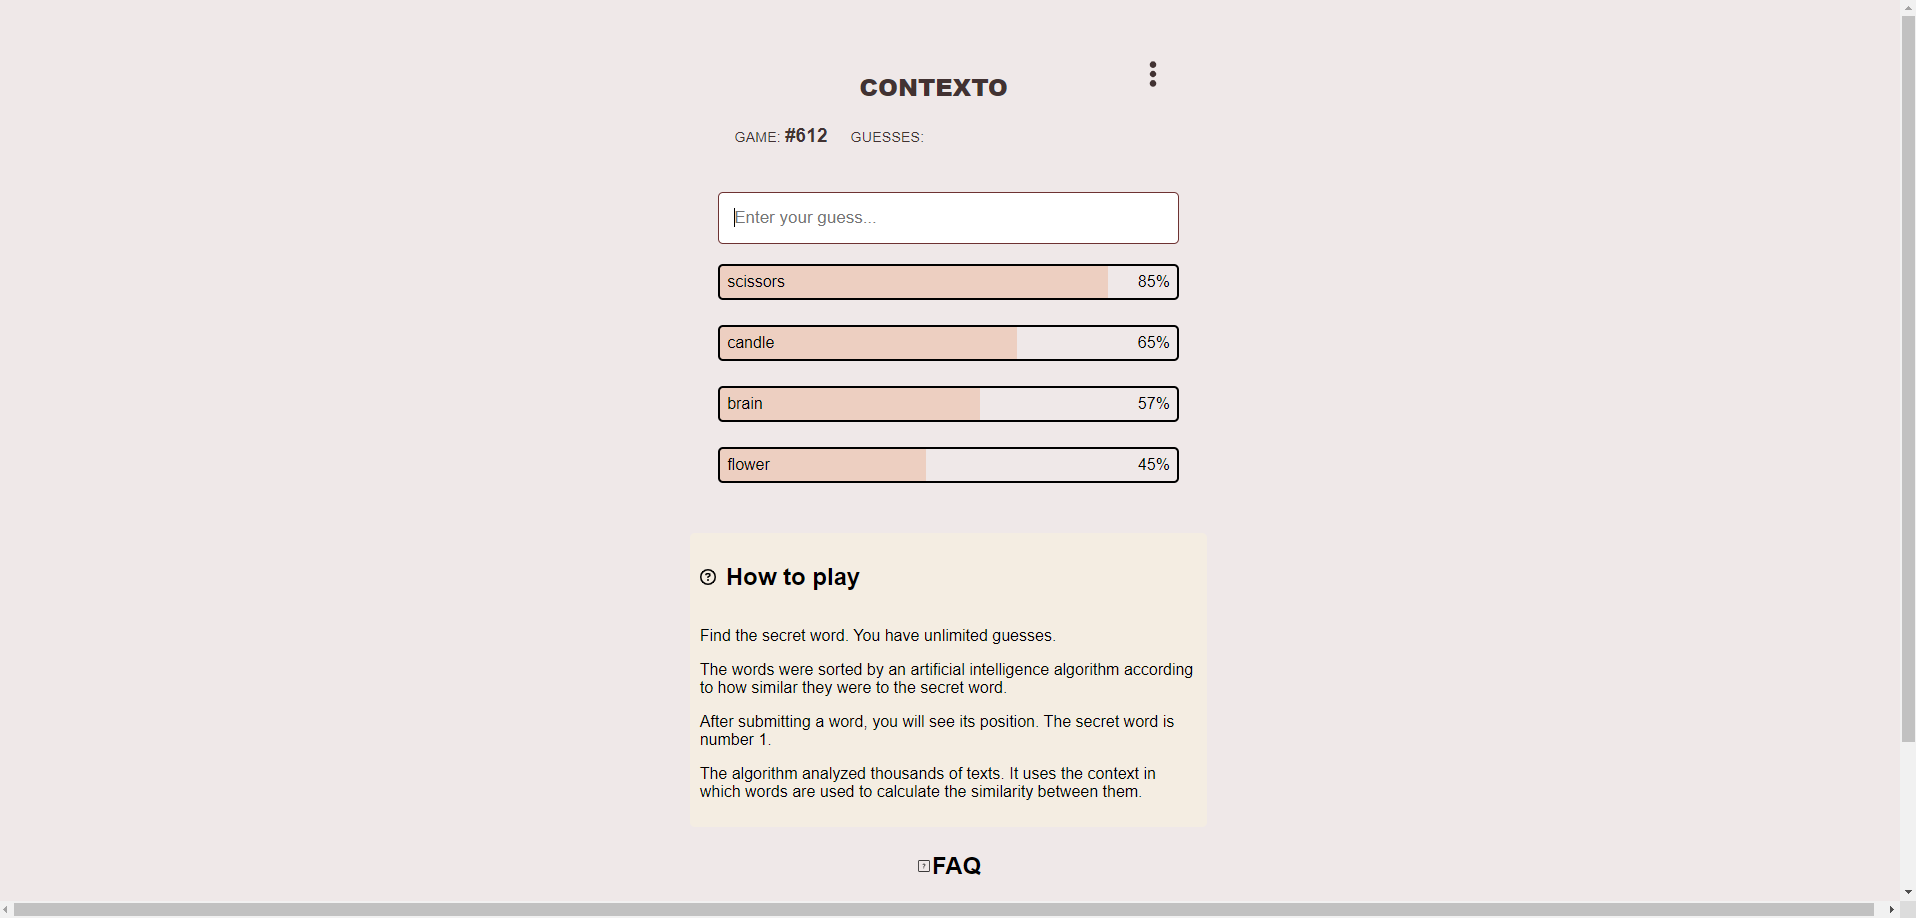 CONTEXTO
GAME: #612 GUESSES:
Enter your guess...
scissors 85%
candle 65%
brain 57%
flower 45%
How to play
Find the secret word. You have unlimited guesses.
The words were sorted by an artificial intelligence algorithm according
to how similar they were to the secret word.
After submitting a word, you will see its position. The secret word is
number 1.
The algorithm analyzed thousands of texts. It uses the context in
which words are used to calculate the similarity between them.
FAQ